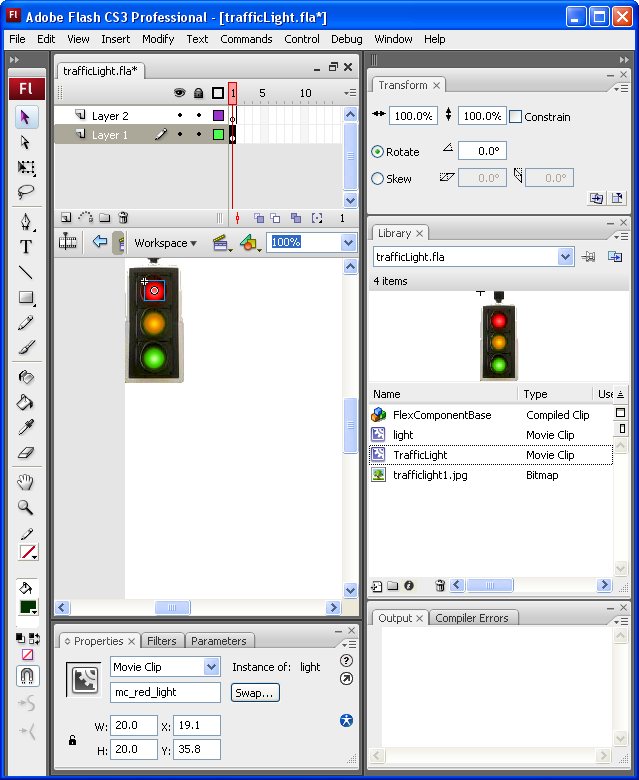 Fl Adobe Flash CS3 Professional - [trafficLight.fla*]
File Edit View Insert Modify Text Commands Control Debug Window Help
Fl
trafficLight.fla*
1 5 10
Layer 2
Layer 1
1
Workspace 100%
Transform ×
100.0% 100.0% Constrain
Rotate 0.0°
Skew 0.0° 0.0°
Library ×
trafficLight.fla
4 items
Name Type Use
FlexComponentBase Compiled Clip
light Movie Clip
TrafficLight Movie Clip
trafficlight1.jpg Bitmap
Properties × Filters Parameters
Movie Clip Instance of: light
mc_red_light Swap...
W: 20.0 X: 19.1
H: 20.0 Y: 35.8
Output × Compiler Errors